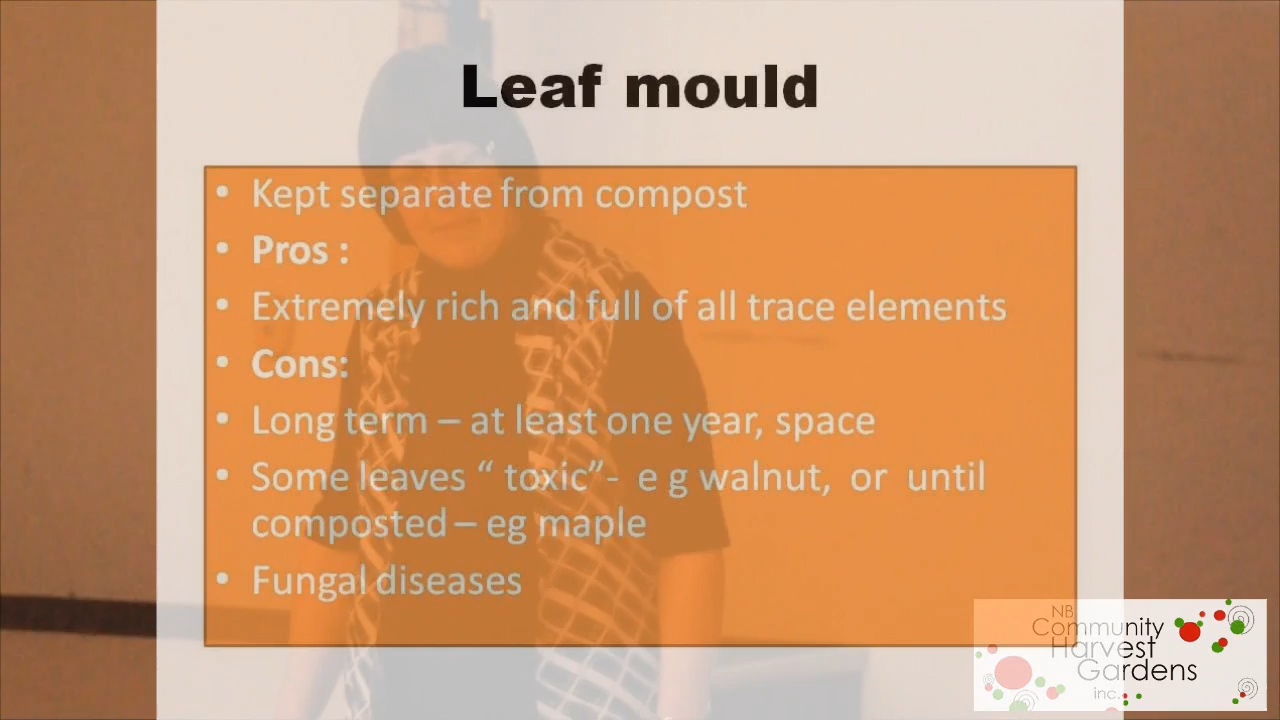 Leaf mould
• Kept separate from compost
• Pros :
• Extremely rich and full of all trace elements
• Cons:
• Long term – at least one year, space
• Some leaves “ toxic”-  e g walnut,  or  until
composted – eg maple
• Fungal diseases
NB
Community
Harvest
Gardens
inc.